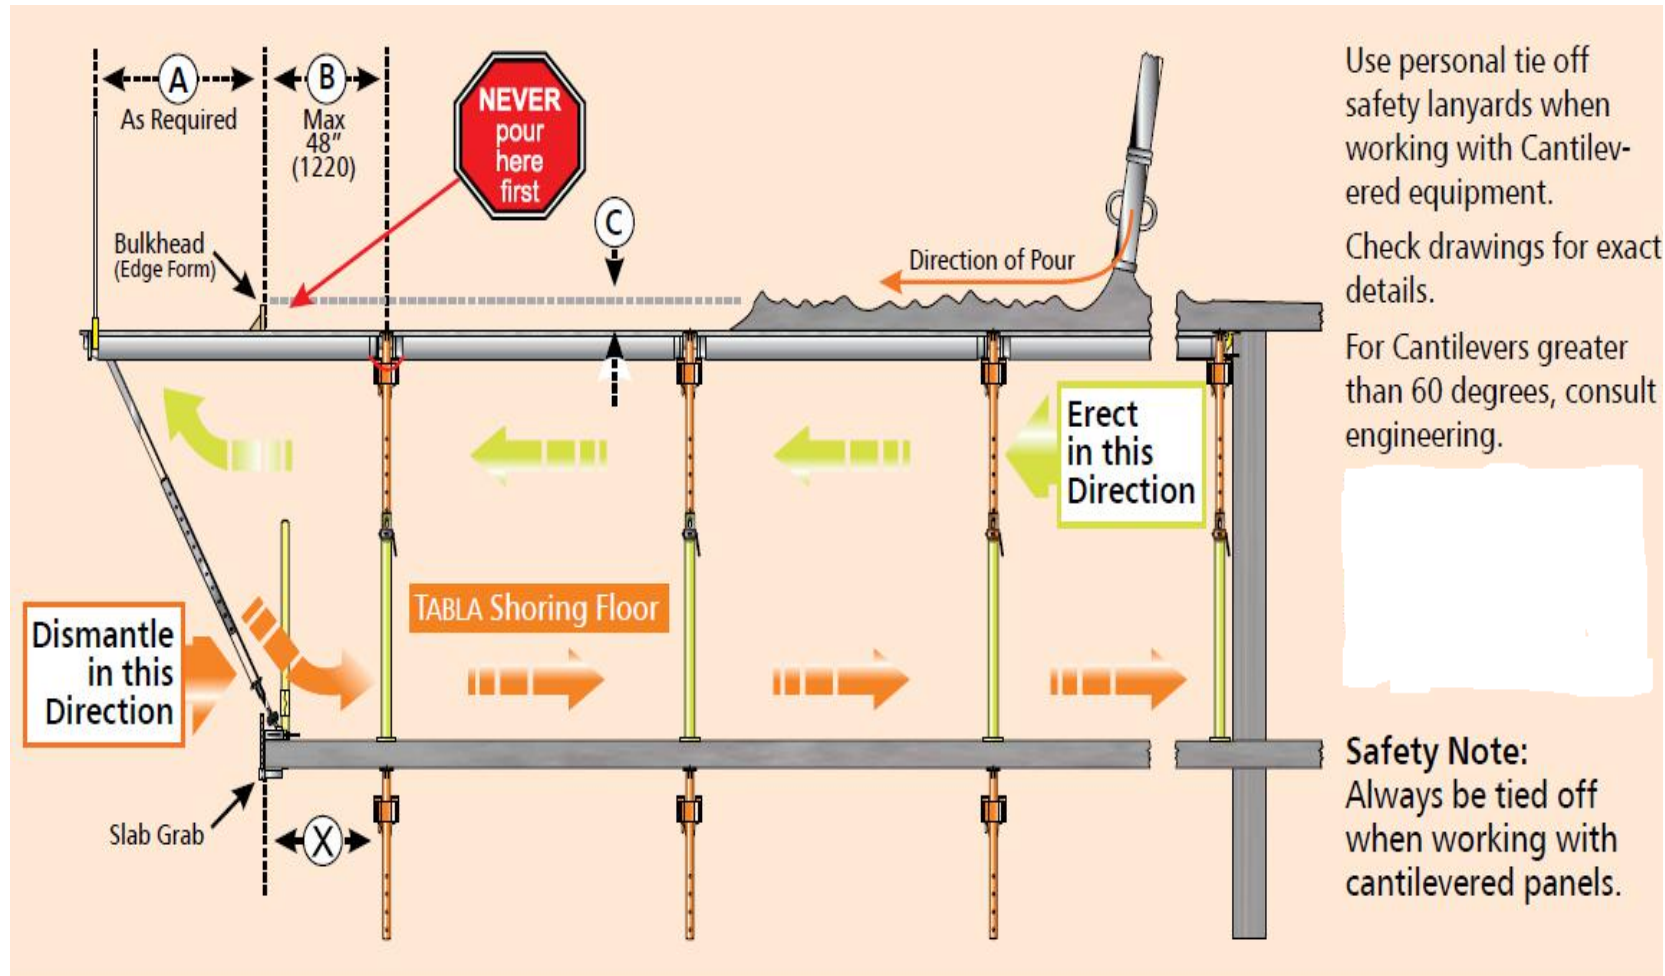 A
As Required
B
Max
48"
(1220)
NEVER
pour
here
first
C
Bulkhead
(Edge Form)
Direction of Pour
Erect
in this
Direction
TABLA Shoring Floor
Dismantle
in this
Direction
Slab Grab
X
Use personal tie off
safety lanyards when
working with Cantilev-
ered equipment.
Check drawings for exact
details.
For Cantilevers greater
than 60 degrees, consult
engineering.
Safety Note:
Always be tied off
when working with
cantilevered panels.